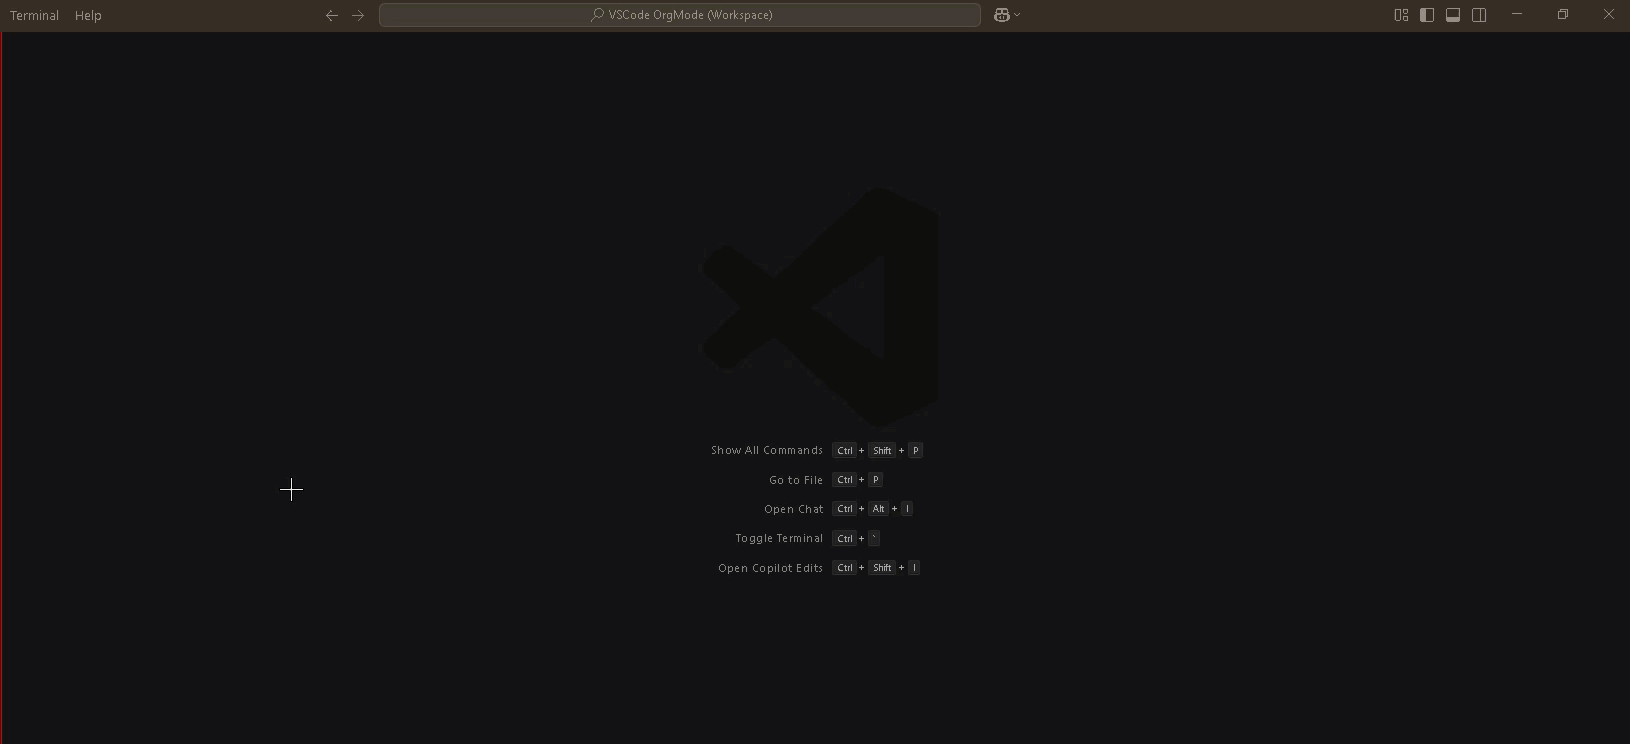 Terminal Help VSCode OrgMode (Workspace)
Show All Commands Ctrl + Shift + P
Go to File Ctrl + P
Open Chat Ctrl + Alt + I
Toggle Terminal Ctrl + `
Open Copilot Edits Ctrl + Shift + I